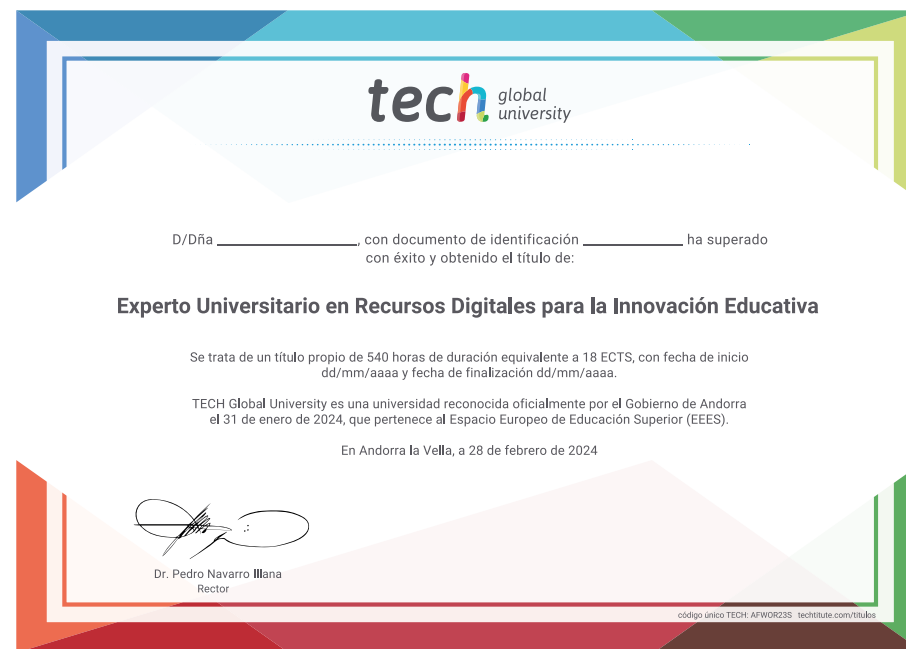 tech global university
D/Dña ____________________, con documento de identificación ______________ ha superado
con éxito y obtenido el título de:
Experto Universitario en Recursos Digitales para la Innovación Educativa
Se trata de un título propio de 540 horas de duración equivalente a 18 ECTS, con fecha de inicio
dd/mm/aaaa y fecha de finalización dd/mm/aaaa.
TECH Global University es una universidad reconocida oficialmente por el Gobierno de Andorra
el 31 de enero de 2024, que pertenece al Espacio Europeo de Educación Superior (EEES).
En Andorra la Vella, a 28 de febrero de 2024
Dr. Pedro Navarro Illana
Rector
código único TECH: AFWOR23S techtitute.com/titulos